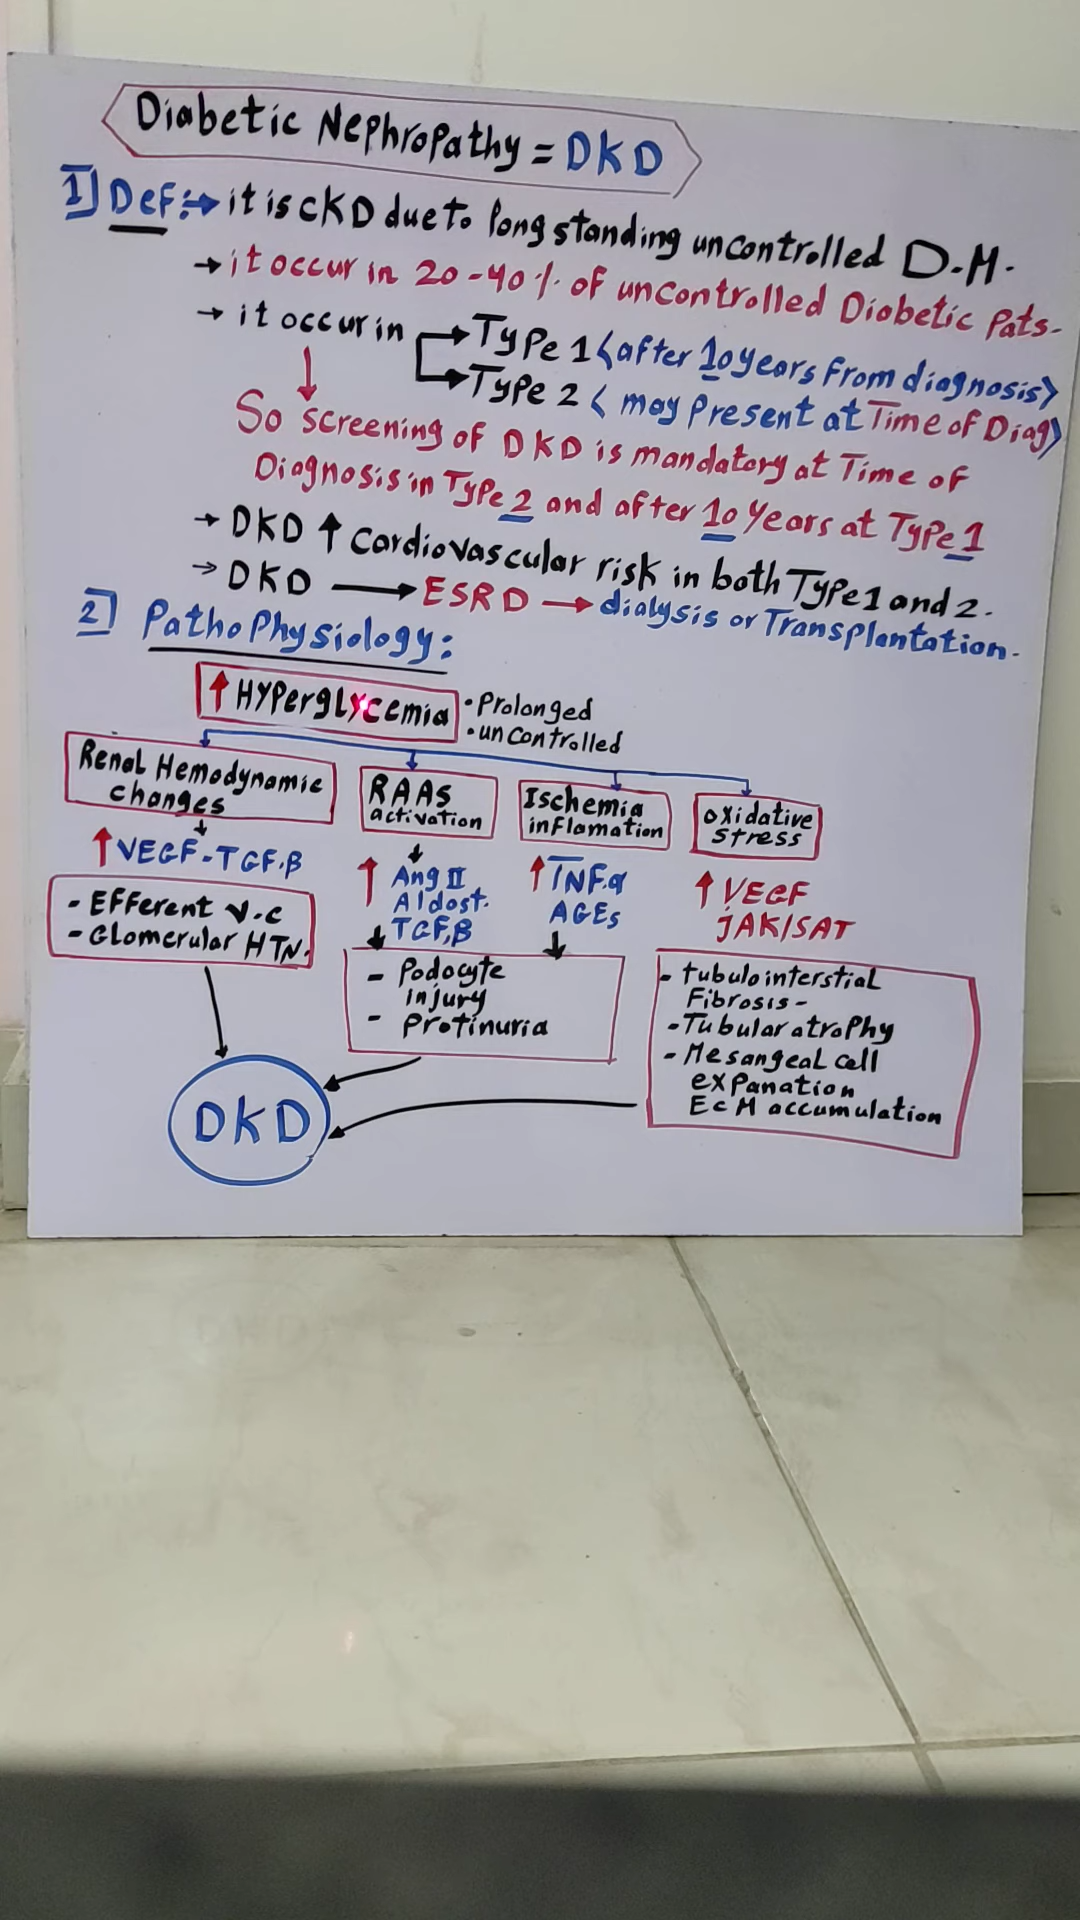 Diabetic Nephropathy = DKD
1] Def: → it is CKD due to long standing uncontrolled D.M.
→ it occur in 20-40% of uncontrolled Diabetic Pats.
→ it occur in → Type 1 < after 10 years from diagnosis >
→ Type 2 < may present at Time of Diag >
↓
So screening of DKD is mandatory at Time of
Diagnosis in Type 2 and after 10 Years at Type 1
→ DKD ↑ Cardiovascular risk in both Type 1 and 2.
→ DKD → ESRD → dialysis or Transplantation.
2] PathoPhysiology:
↑ Hyperglycemia
• Prolonged
• uncontrolled
Renal Hemodynamic
changes
↑ VEGF - TGF.β
- Efferent V.C
- Glomerular HTN.
RAAs
activation
↑ Ang II
Aldost.
TGF,β
Ischemia
inflamation
↑ TNF.α
AGEs
- Podocyte
injury
- Protinuria
oxidative
stress
↑ VEGF
JAK/SAT
- tubulointerstial
Fibrosis -
- Tubular atrophy
- Mesangeal cell
expanation
EcM accumulation
DKD